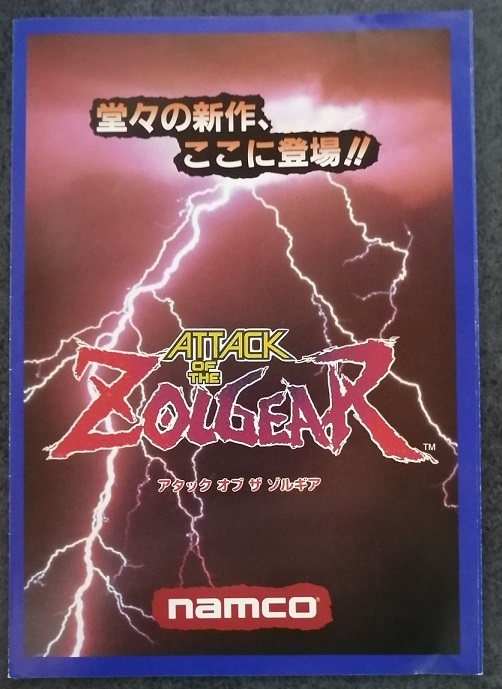 堂々の新作、
ここに登場!!
ATTACK
OF
THE
ZOLGEAR
TM
アタック オブ ザ ゾルギア
namco